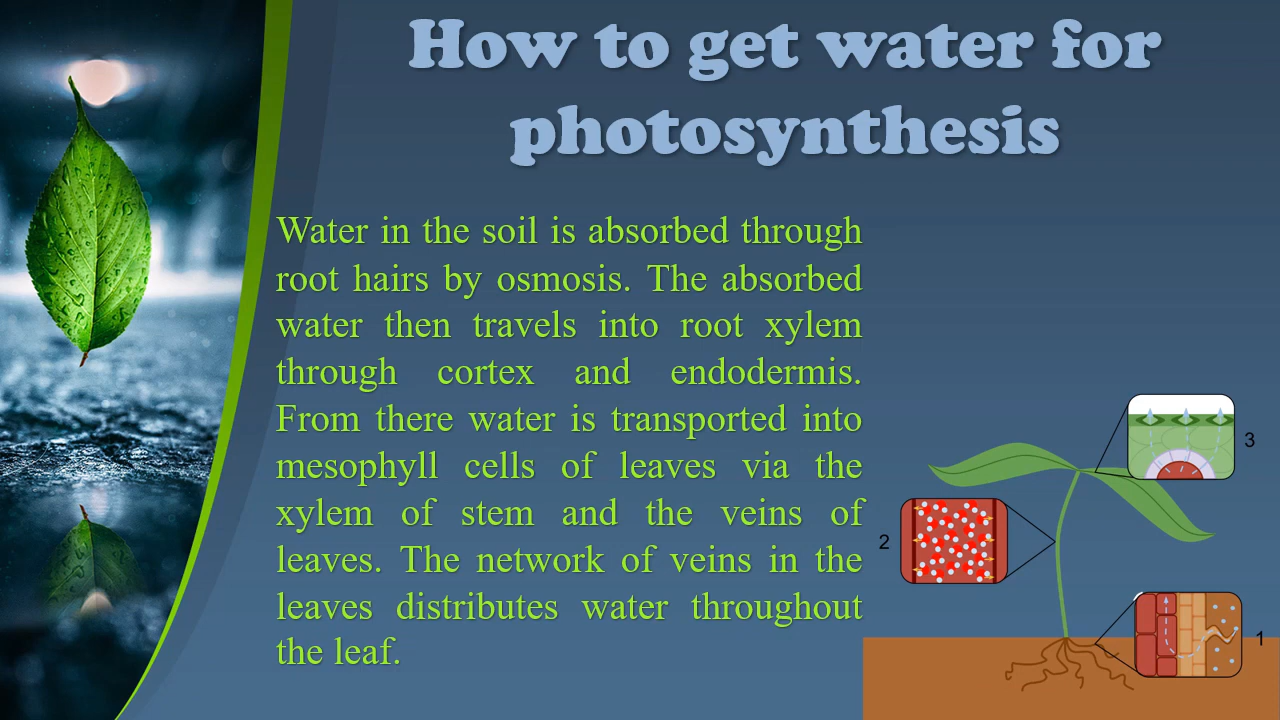 How to get water for
photosynthesis
Water in the soil is absorbed through
root hairs by osmosis. The absorbed
water then travels into root xylem
through cortex and endodermis.
From there water is transported into
mesophyll cells of leaves via the
xylem of stem and the veins of
leaves. The network of veins in the
leaves distributes water throughout
the leaf.
3
2
1